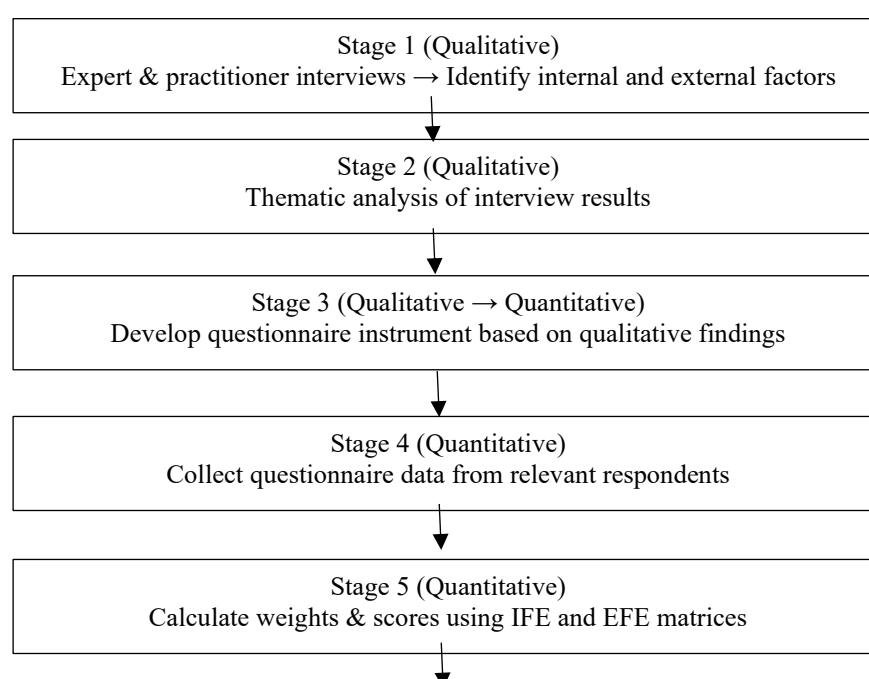 Stage 1 (Qualitative)
Expert & practitioner interviews → Identify internal and external factors
Stage 2 (Qualitative)
Thematic analysis of interview results
Stage 3 (Qualitative → Quantitative)
Develop questionnaire instrument based on qualitative findings
Stage 4 (Quantitative)
Collect questionnaire data from relevant respondents
Stage 5 (Quantitative)
Calculate weights & scores using IFE and EFE matrices